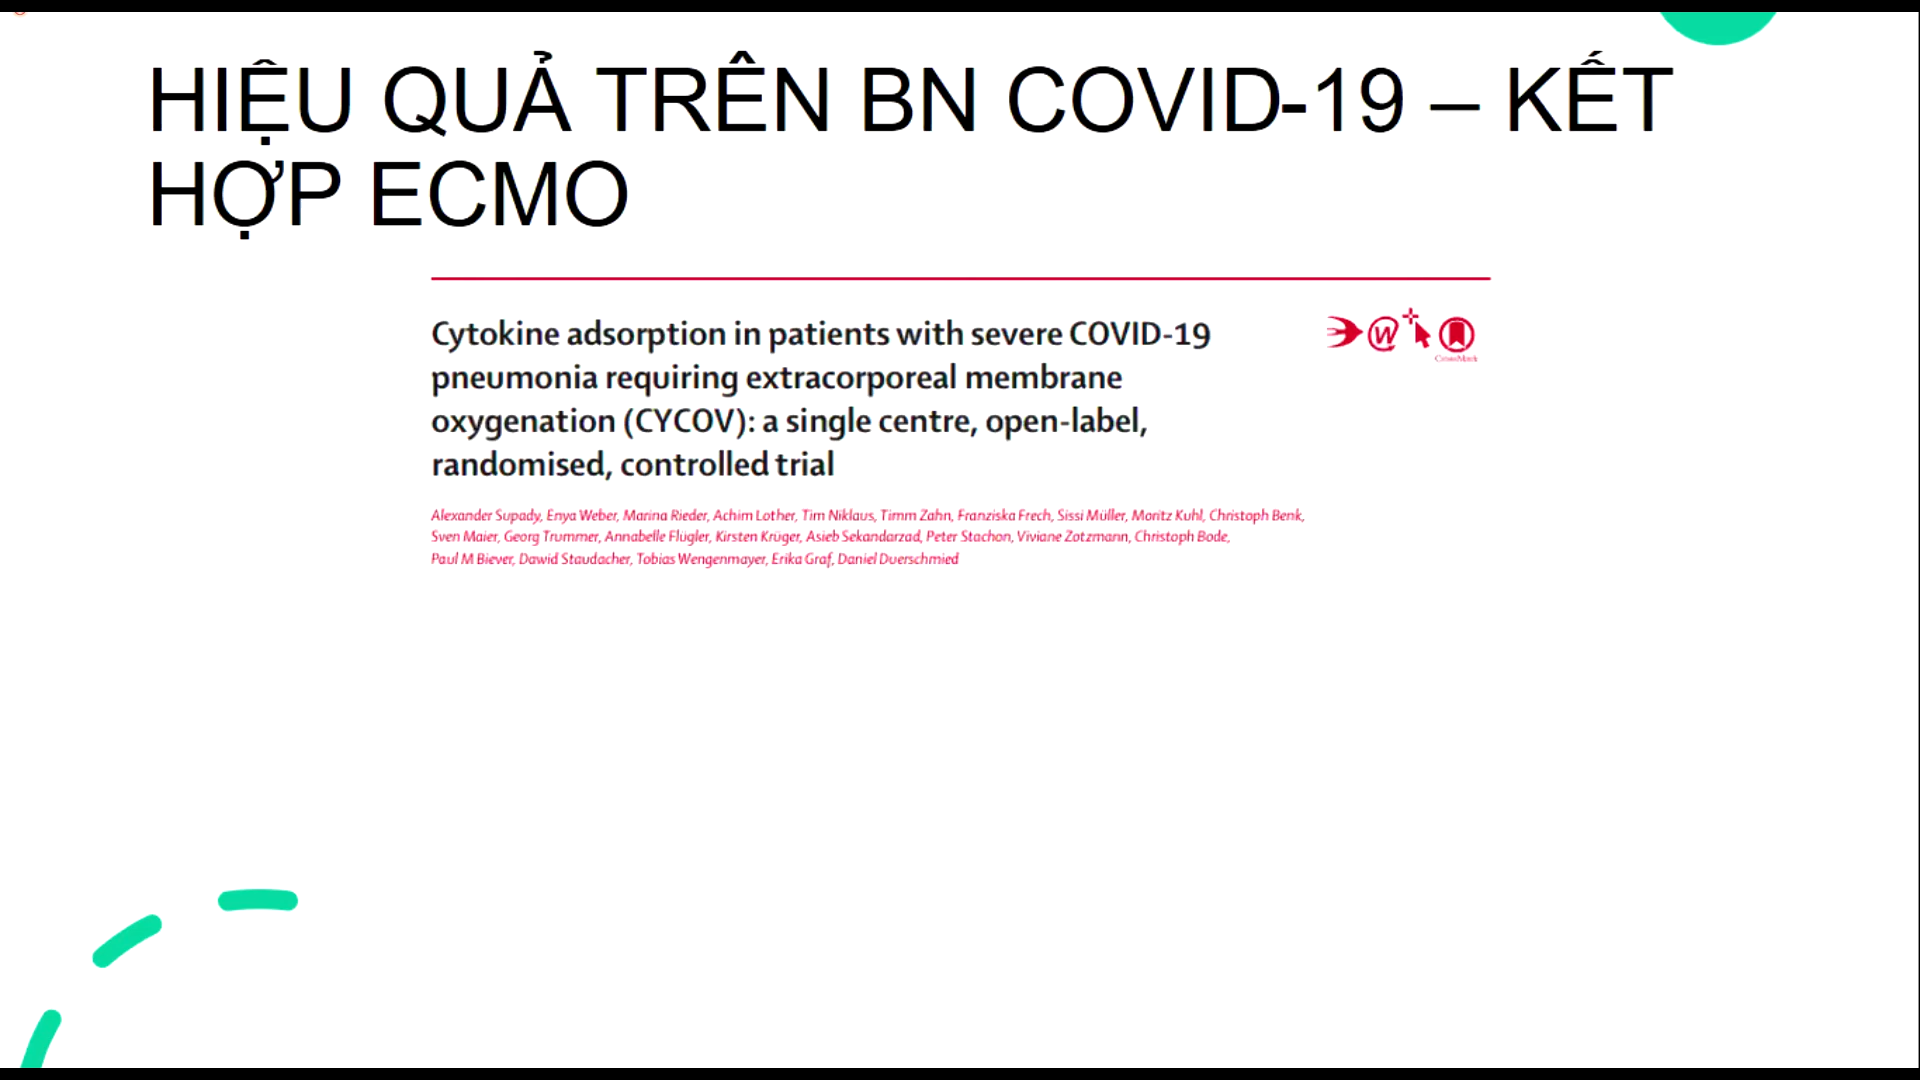 HIỆU QUẢ TRÊN BN COVID-19 – KẾT
HỢP ECMO
Cytokine adsorption in patients with severe COVID-19
pneumonia requiring extracorporeal membrane
oxygenation (CYCOV): a single centre, open-label,
randomised, controlled trial
CrossMark
Alexander Supady, Enya Weber, Marina Rieder, Achim Lother, Tim Niklaus, Timm Zahn, Franziska Frech, Sissi Müller, Moritz Kuhl, Christoph Benk,
Sven Maier, Georg Trummer, Annabelle Flügler, Kirsten Krüger, Asieb Sekandarzad, Peter Stachon, Viviane Zotzmann, Christoph Bode,
Paul M Biever, Dawid Staudacher, Tobias Wengenmayer, Erika Graf, Daniel Duerschmied